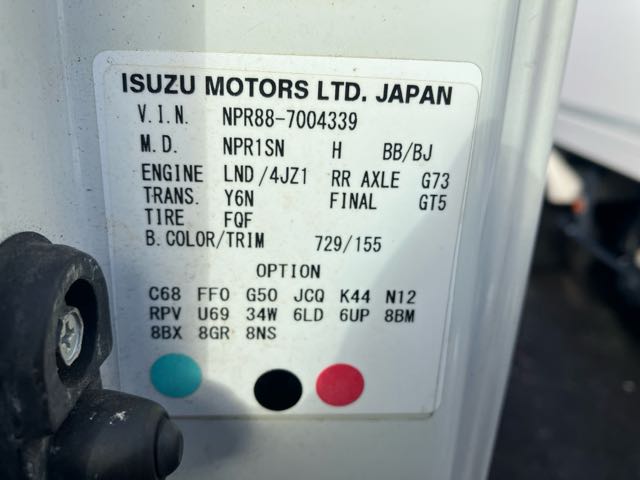 ISUZU MOTORS LTD. JAPAN
V.I.N. NPR88-7004339
M.D. NPR1SN H BB/BJ
ENGINE LND/4JZ1 RR AXLE G73
TRANS. Y6N FINAL GT5
TIRE FQF
B.COLOR/TRIM 729/155
OPTION
C68 FF0 G50 JCQ K44 N12
RPV U69 34W 6LD 6UP 8BM
8BX 8GR 8NS